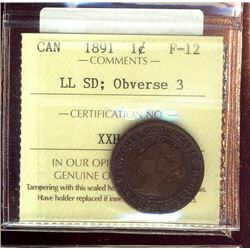 CAN 1891 1¢ F-12
COMMENTS
LL SD; Obverse 3
CERTIFICATION NO.
XXH
IN OUR OPI
GENUINE O
Tampering with this sealed ho
Have holder replaced if inne